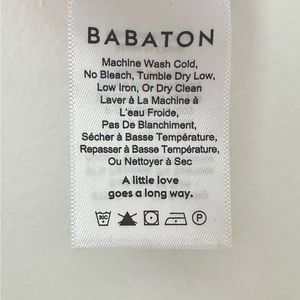 BABATON
Machine Wash Cold,
No Bleach, Tumble Dry Low,
Low Iron, Or Dry Clean
Laver à La Machine à
L'eau Froide,
Pas De Blanchiment,
Sécher à Basse Température,
Repasser à Basse Température,
Ou Nettoyer à Sec
A little love
goes a long way.